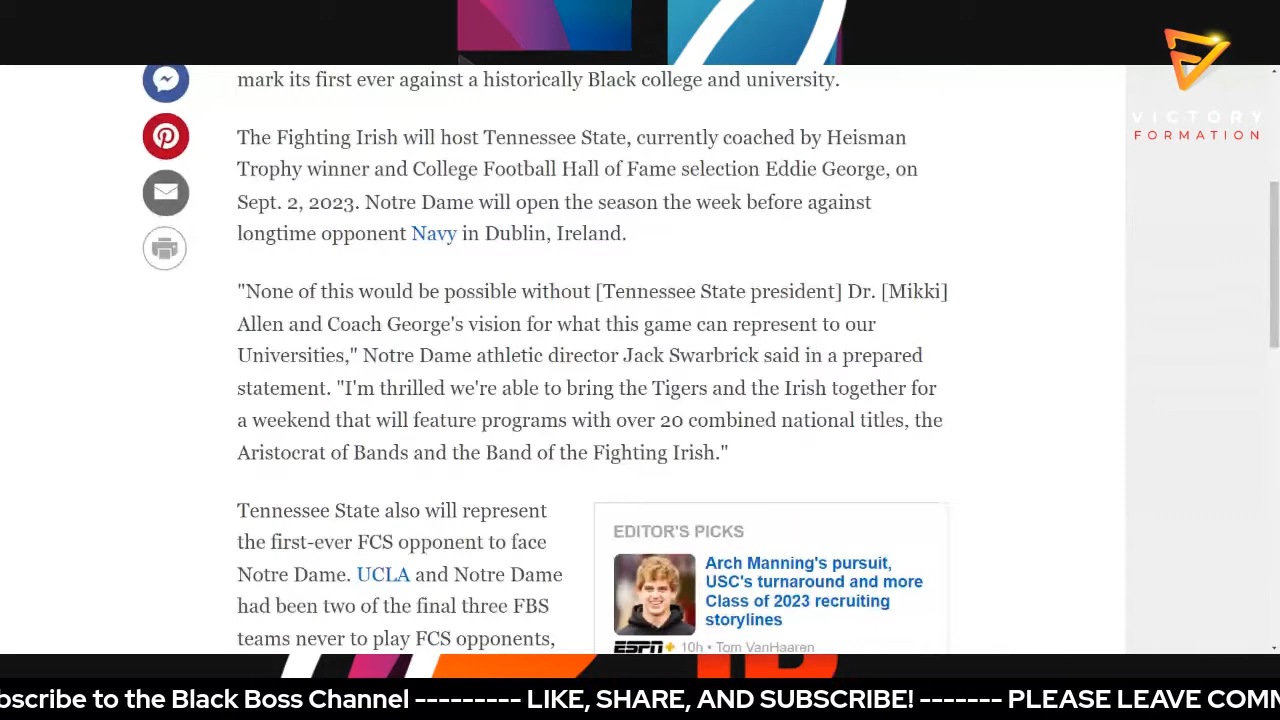 mark its first ever against a historically Black college and university.
VICTORY
FORMATION
The Fighting Irish will host Tennessee State, currently coached by Heisman
Trophy winner and College Football Hall of Fame selection Eddie George, on
Sept. 2, 2023. Notre Dame will open the season the week before against
longtime opponent Navy in Dublin, Ireland.
"None of this would be possible without [Tennessee State president] Dr. [Mikki]
Allen and Coach George's vision for what this game can represent to our
Universities," Notre Dame athletic director Jack Swarbrick said in a prepared
statement. "I'm thrilled we're able to bring the Tigers and the Irish together for
a weekend that will feature programs with over 20 combined national titles, the
Aristocrat of Bands and the Band of the Fighting Irish."
Tennessee State also will represent
the first-ever FCS opponent to face
Notre Dame. UCLA and Notre Dame
had been two of the final three FBS
teams never to play FCS opponents,
EDITOR'S PICKS
Arch Manning's pursuit,
USC's turnaround and more
Class of 2023 recruiting
storylines
ESPN+ 10h • Tom VanHaaren
bscribe to the Black Boss Channel --------- LIKE, SHARE, AND SUBSCRIBE! ------- PLEASE LEAVE COMM